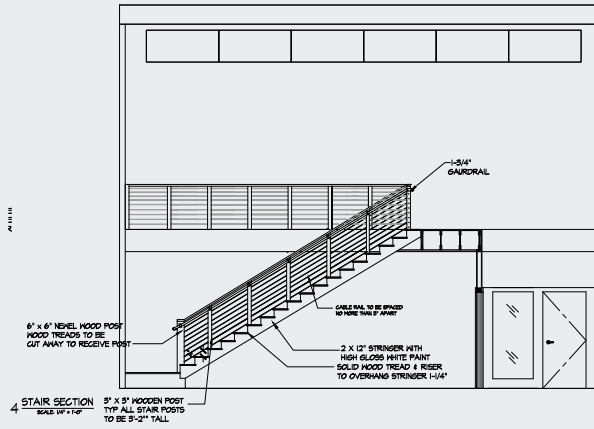 1-3/4"
GAURDRAIL
CABLE RAIL TO BE SPACED
NO MORE THAN 3" APART
6" x 6" NEWEL WOOD POST
WOOD TREADS TO BE
CUT AWAY TO RECEIVE POST
2 X 12" STRINGER WITH
HIGH GLOSS WHITE PAINT
SOLID WOOD TREAD & RISER
TO OVERHANG STRINGER 1-1/4"
4 STAIR SECTION
SCALE: 1/4" = 1'-0"
3" X 3" WOODEN POST
TYP ALL STAIR POSTS
TO BE 3'-2"" TALL